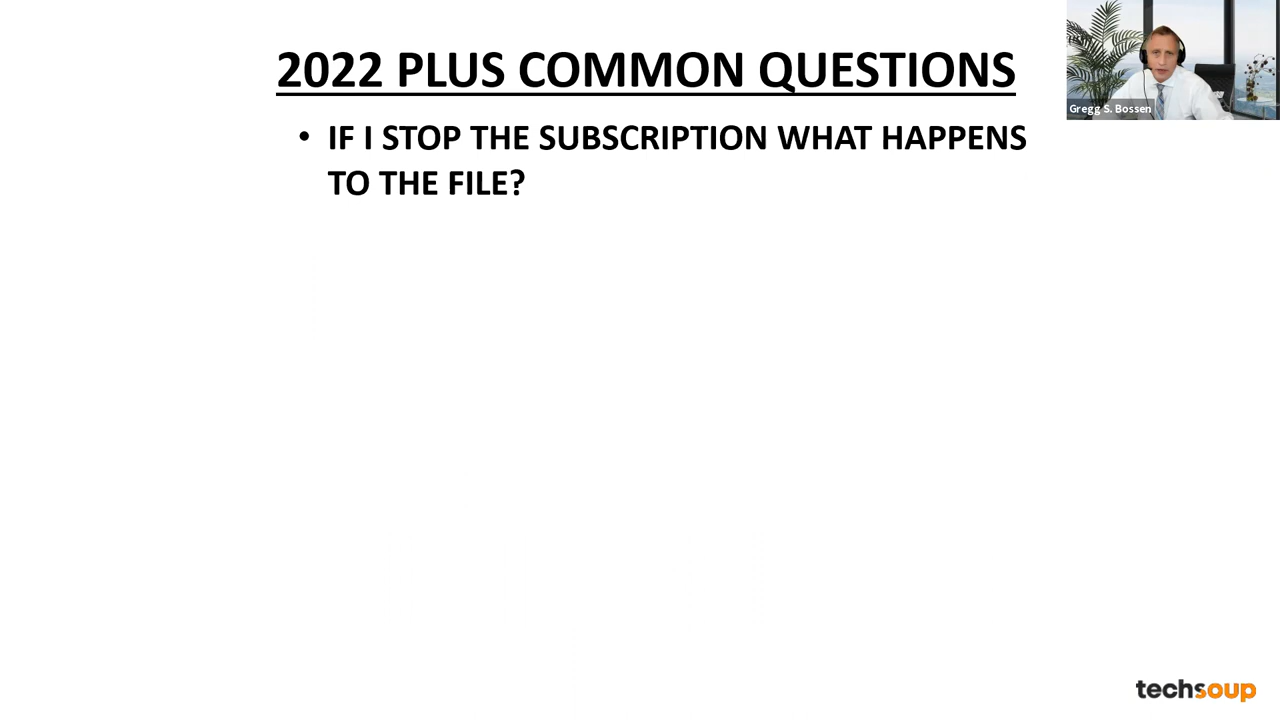 2022 PLUS COMMON QUESTIONS
• IF I STOP THE SUBSCRIPTION WHAT HAPPENS
TO THE FILE?
Gregg S. Bossen
techsoup